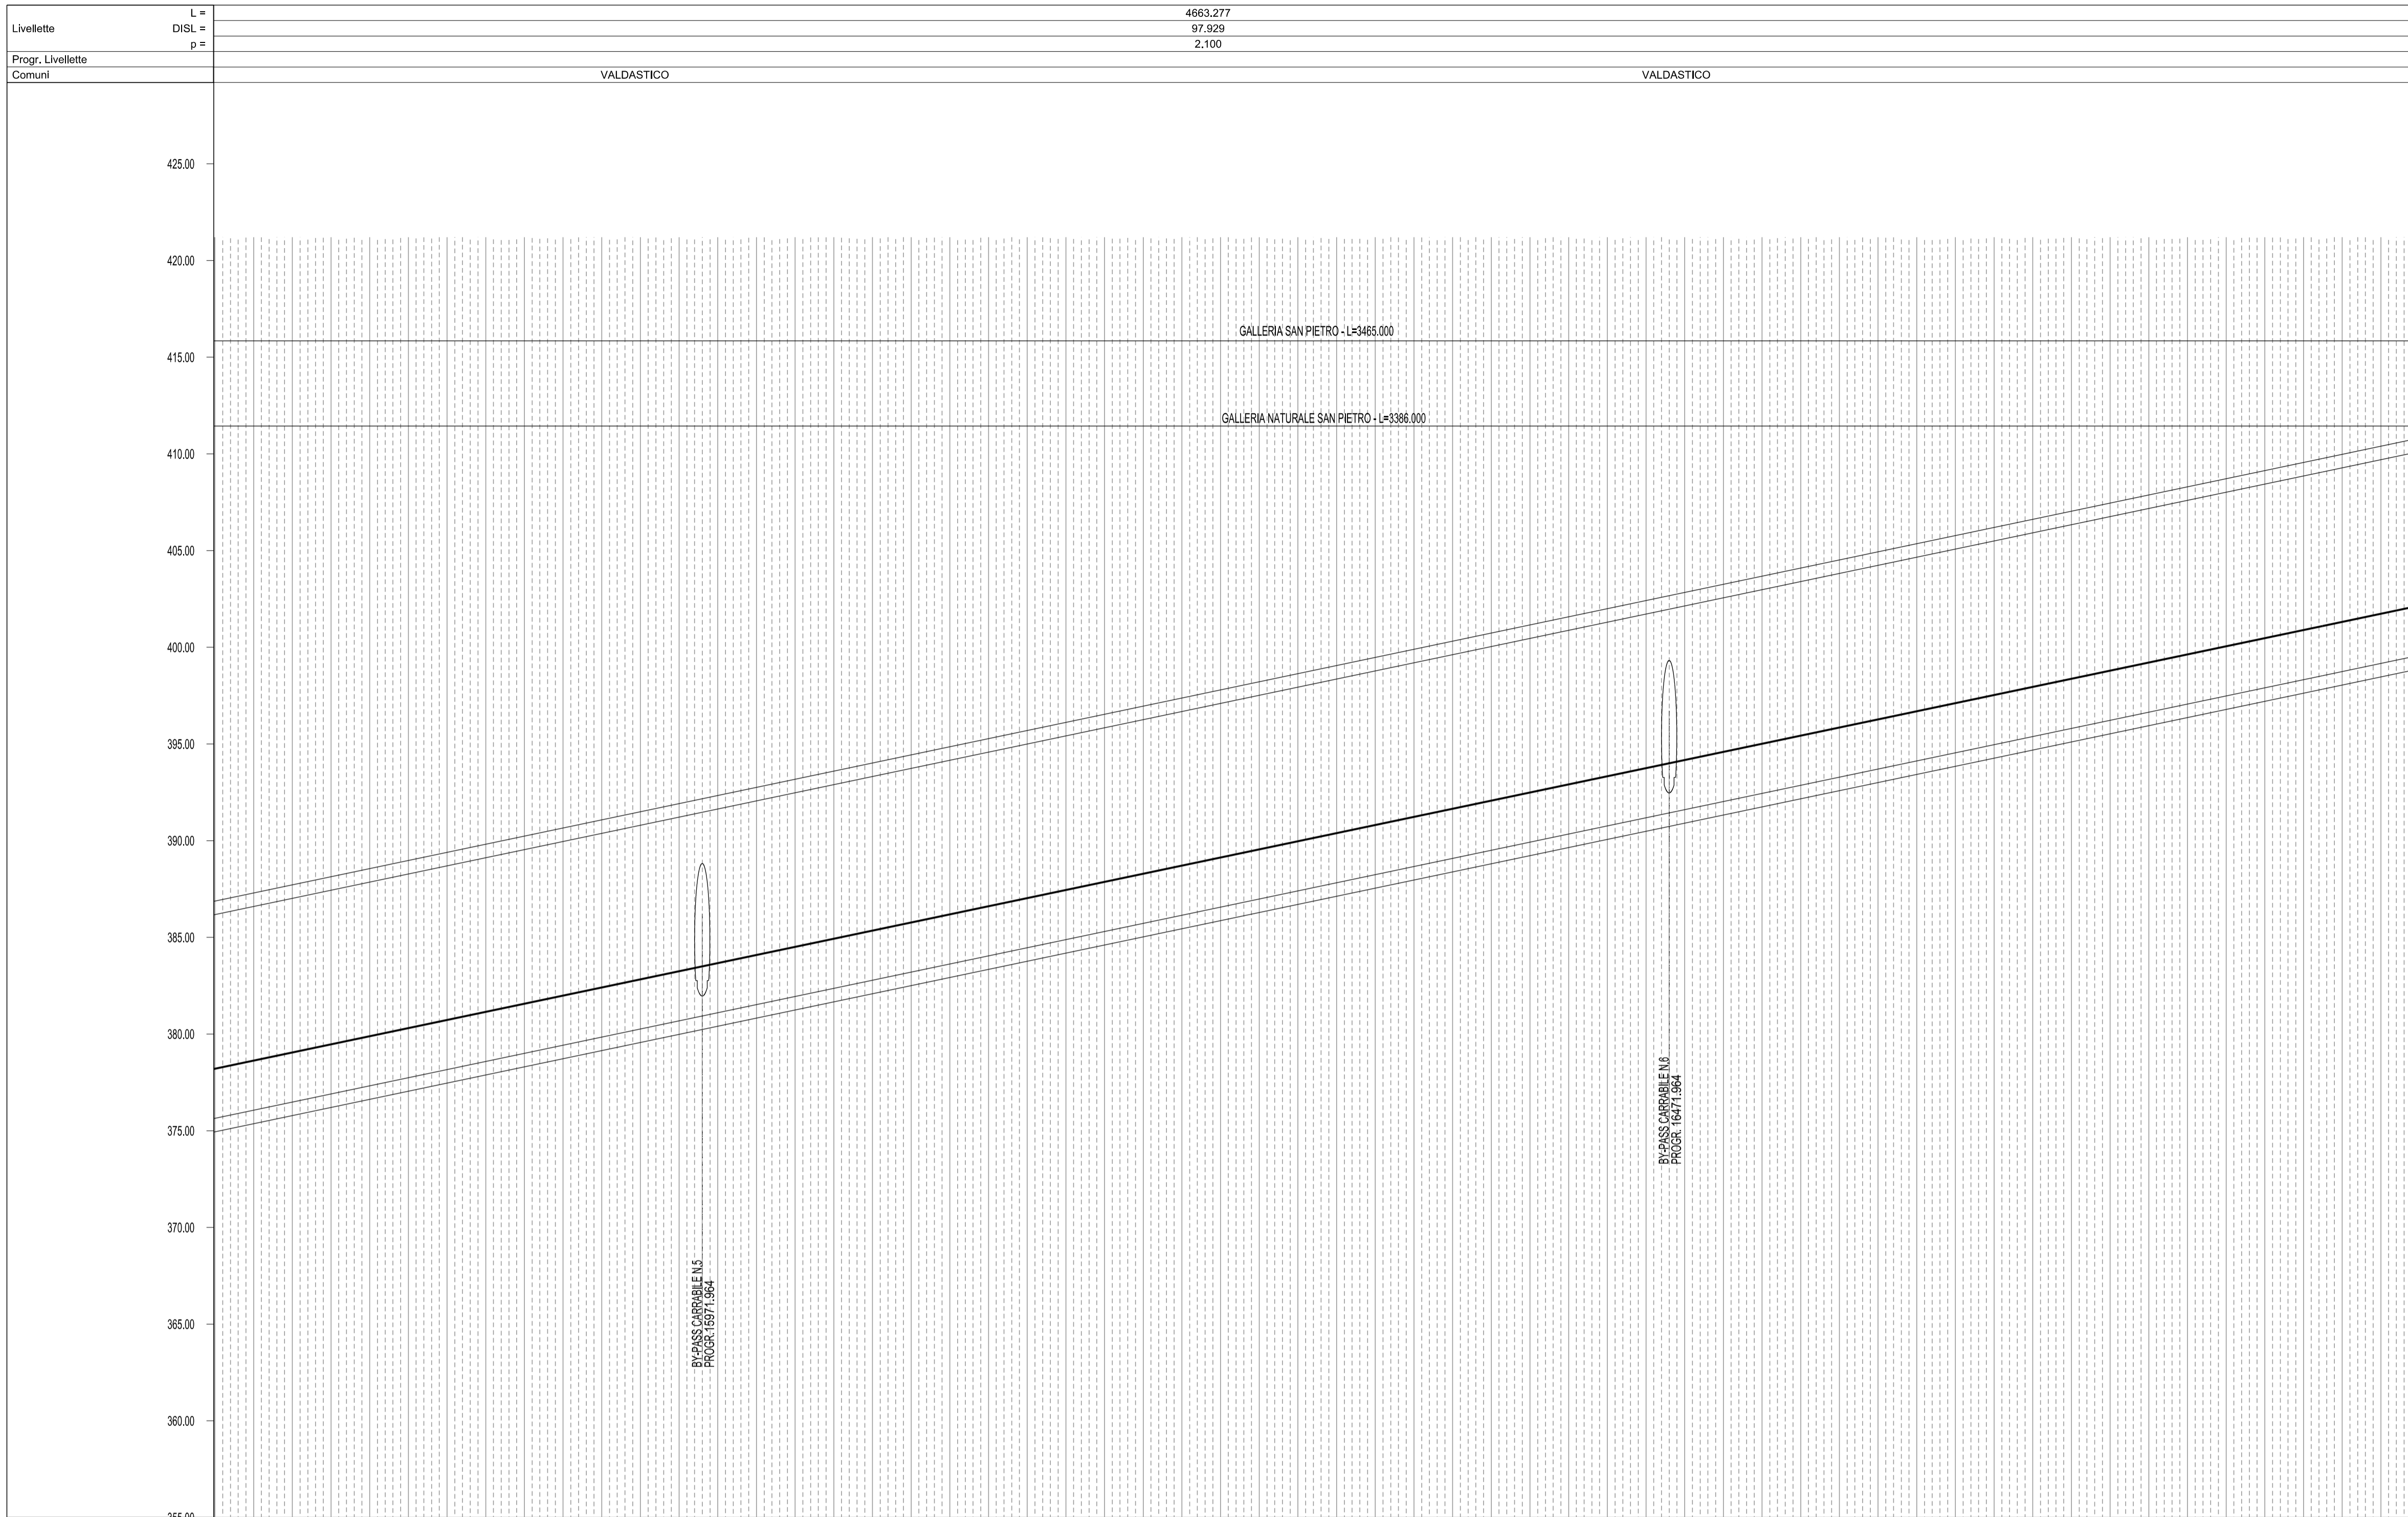 L = 4663.277
Livellette DISL = 97.929
p = 2.100
Progr. Livellette
Comuni VALDASTICO VALDASTICO
425.00
420.00
GALLERIA SAN PIETRO - L=3465.000
415.00
GALLERIA NATURALE SAN PIETRO - L=3386.000
410.00
405.00
400.00
395.00
390.00
385.00
380.00
375.00
370.00
365.00
360.00
355.00
BY-PASS CARRABILE N.5
PROGR.15971.964
BY-PASS CARRABILE N.6
PROGR. 16471.964